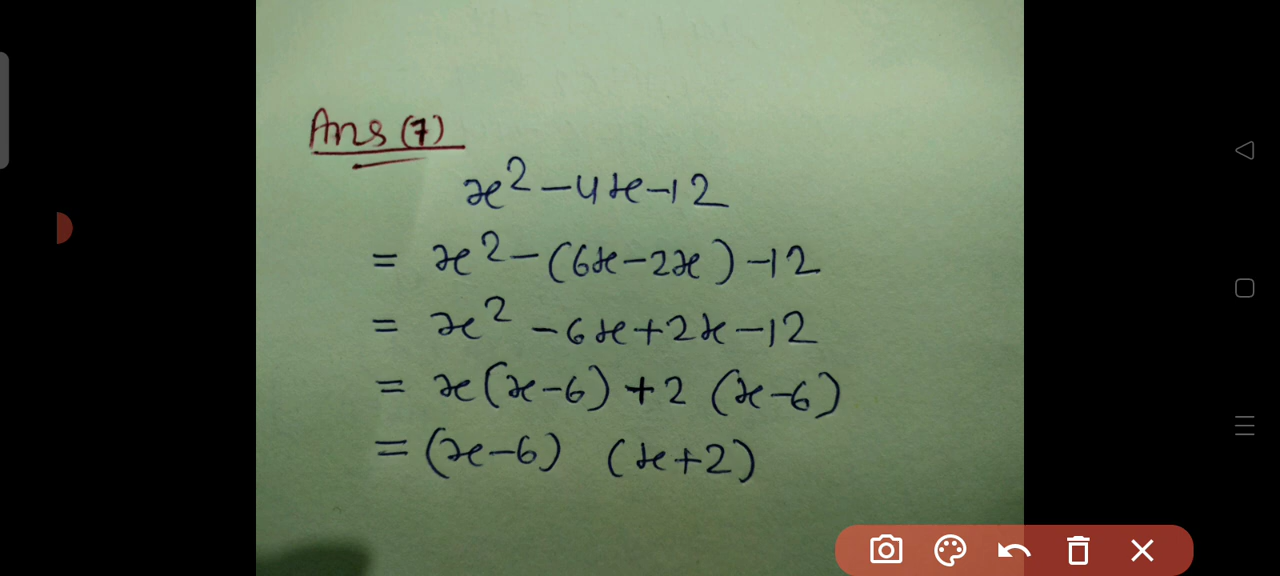 Ans (7)
x² - 4x - 12
= x² - (6x - 2x) - 12
= x² - 6x + 2x - 12
= x(x - 6) + 2 (x - 6)
= (x - 6) (x + 2)